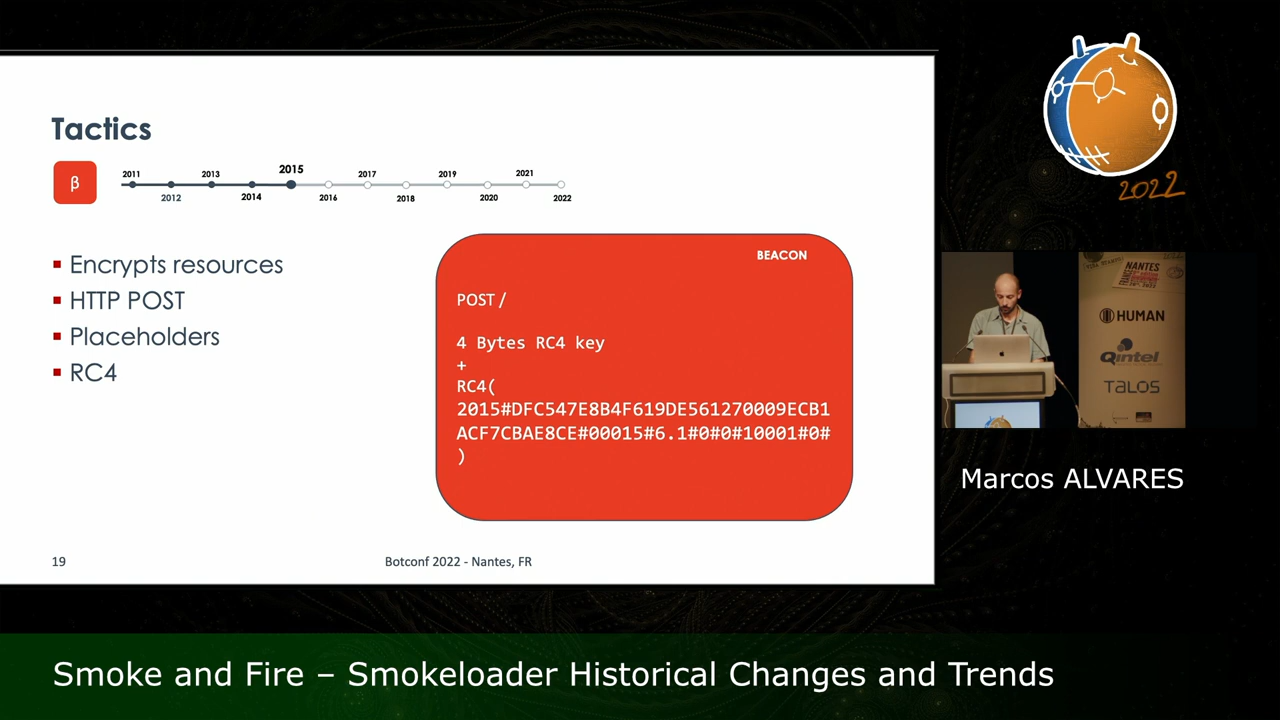 Tactics
β
2011
2012
2013
2014
2015
2016
2017
2018
2019
2020
2021
2022
Encrypts resources
HTTP POST
Placeholders
RC4
BEACON
POST /
4 Bytes RC4 key
+
RC4(
2015#DFC547E8B4F619DE561270009ECB1
ACF7CBAE8CE#00015#6.1#0#0#10001#0#
)
19
Botconf 2022 - Nantes, FR
2022
NANTES
HUMAN
Qintel
TALOS
Marcos ALVARES
Smoke and Fire – Smokeloader Historical Changes and Trends